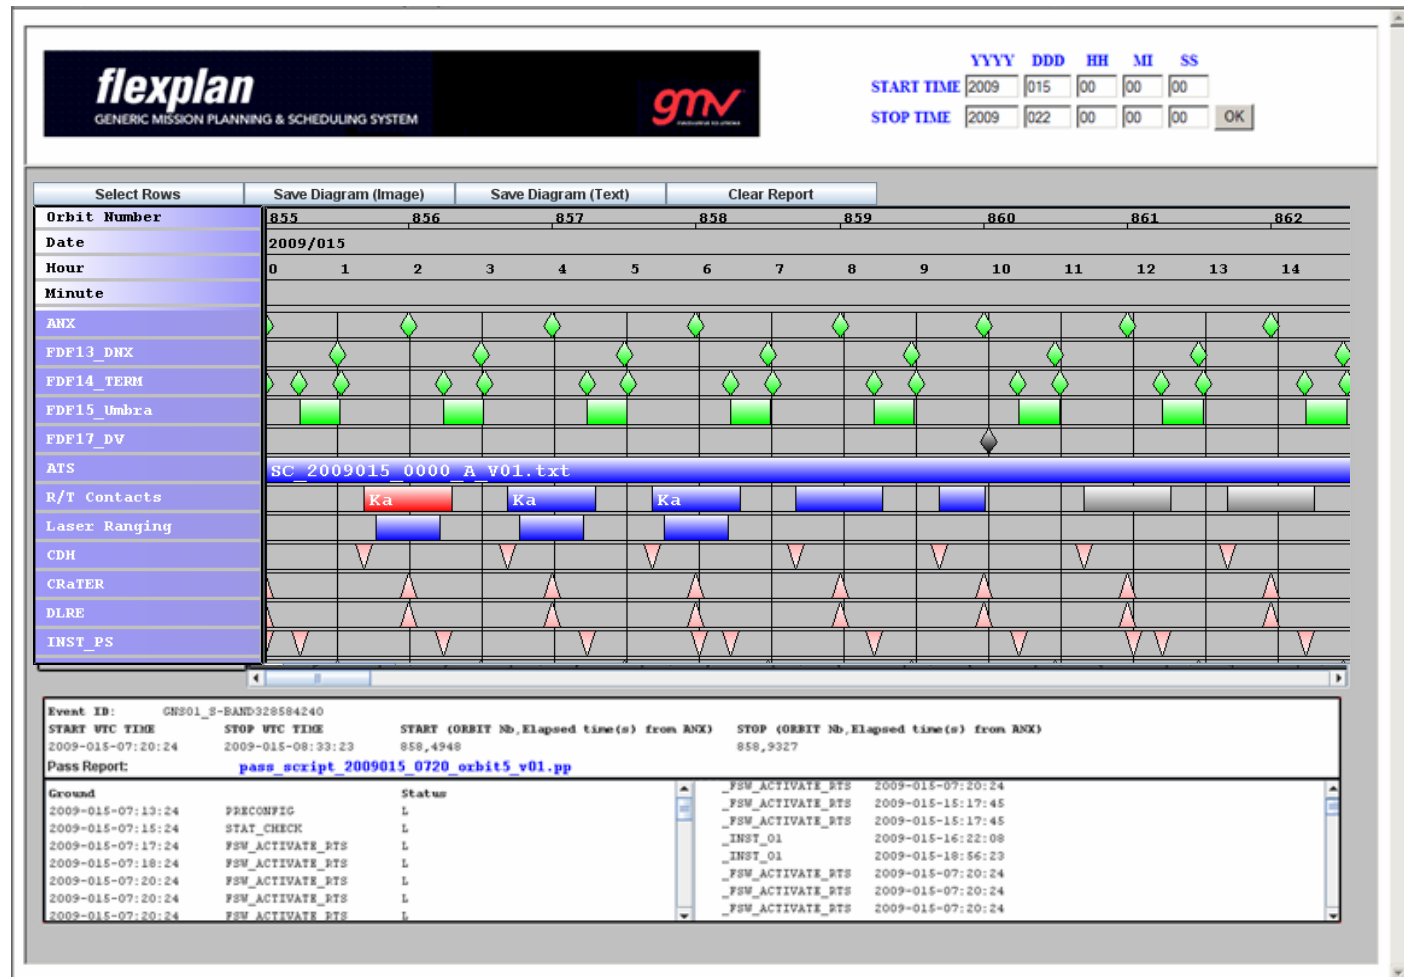 flexplan
GENERIC MISSION PLANNING & SCHEDULING SYSTEM
gmv
YYYY DDD HH MI SS
START TIME 2009 015 00 00 00
STOP TIME 2009 022 00 00 00 OK
Select Rows Save Diagram (Image) Save Diagram (Text) Clear Report
Orbit Number 855 856 857 858 859 860 861 862
Date 2009/015
Hour 0 1 2 3 4 5 6 7 8 9 10 11 12 13 14
Minute
ANX
FDF13_DNX
FDF14_TERM
FDF15_Umbra
FDF17_DV
ATS SC_2009015_0000_A_V01.txt
R/T Contacts Ka Ka Ka
Laser Ranging
CDH
CRaTER
DLRE
INST_PS
Event ID: GNS01_S-BAND328584240
START UTC TIME STOP UTC TIME START (ORBIT Nb,Elapsed time(s) from ANX) STOP (ORBIT Nb,Elapsed time(s) from ANX)
2009-015-07:20:24 2009-015-08:33:23 858,4948 858,9327
Pass Report: pass_script_2009015_0720_orbit5_v01.pp
Ground Status
2009-015-07:13:24 PRECONFIG L
2009-015-07:15:24 STAT_CHECK L
2009-015-07:17:24 FSW_ACTIVATE_RTS L
2009-015-07:18:24 FSW_ACTIVATE_RTS L
2009-015-07:20:24 FSW_ACTIVATE_RTS L
2009-015-07:20:24 FSW_ACTIVATE_RTS L
2009-015-07:20:24 FSW_ACTIVATE_RTS L
_FSW_ACTIVATE_RTS 2009-015-07:20:24
_FSW_ACTIVATE_RTS 2009-015-15:17:45
_FSW_ACTIVATE_RTS 2009-015-15:17:45
_INST_01 2009-015-16:22:08
_INST_01 2009-015-18:56:23
_FSW_ACTIVATE_RTS 2009-015-07:20:24
_FSW_ACTIVATE_RTS 2009-015-07:20:24
_FSW_ACTIVATE_RTS 2009-015-07:20:24